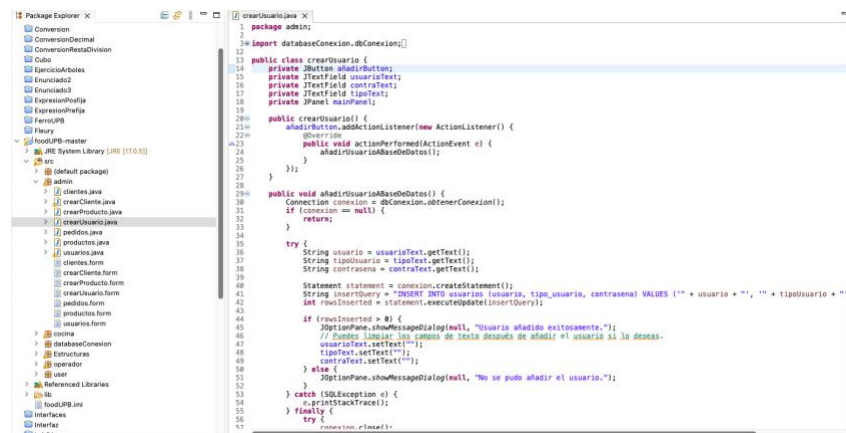 Package Explorer
Conversion
ConversionDecimal
ConversionRestaDivision
Cubo
EjercicioArboles
Enunciado2
Enunciado3
ExpresionPosfija
ExpresionPrefija
FerroUPB
Fleury
foodUPB-master
JRE System Library [JRE [17.0.5]]
src
(default package)
admin
clientes.java
crearCliente.java
crearProducto.java
crearUsuario.java
pedidos.java
productos.java
usuarios.java
clientes.form
crearCliente.form
crearProducto.form
crearUsuario.form
pedidos.form
productos.form
usuarios.form
cocina
databaseConexion
Estructuras
operador
user
Referenced Libraries
lib
foodUPB.iml
Interfaces
Interfaz
crearUsuario.java
1 package admin;
2
3 import databaseConexion.dbConexion;
12
13 public class crearUsuario {
14 private JButton añadirButton;
15 private JTextField usuarioText;
16 private JTextField contraText;
17 private JTextField tipoText;
18 private JPanel mainPanel;
19
20 public crearUsuario() {
21 añadirButton.addActionListener(new ActionListener() {
22 @Override
23 public void actionPerformed(ActionEvent e) {
24 añadirUsuarioABaseDeDatos();
25 }
26 });
27 }
28
29 public void añadirUsuarioABaseDeDatos() {
30 Connection conexion = dbConexion.obtenerConexion();
31 if (conexion == null) {
32 return;
33 }
34
35 try {
36 String usuario = usuarioText.getText();
37 String tipoUsuario = tipoText.getText();
38 String contrasena = contraText.getText();
39
40 Statement statement = conexion.createStatement();
41 String insertQuery = "INSERT INTO usuarios (usuario, tipo_usuario, contrasena) VALUES ('" + usuario + "', '" + tipoUsuario + "'
42 int rowsInserted = statement.executeUpdate(insertQuery);
43
44 if (rowsInserted > 0) {
45 JOptionPane.showMessageDialog(null, "Usuario añadido exitosamente.");
46 // Puedes limpiar los campos de texto después de añadir el usuario si lo deseas.
47 usuarioText.setText("");
48 tipoText.setText("");
49 contraText.setText("");
50 } else {
51 JOptionPane.showMessageDialog(null, "No se pudo añadir el usuario.");
52 }
53 } catch (SQLException e) {
54 e.printStackTrace();
55 } finally {
56 try {
57 conexion.close();